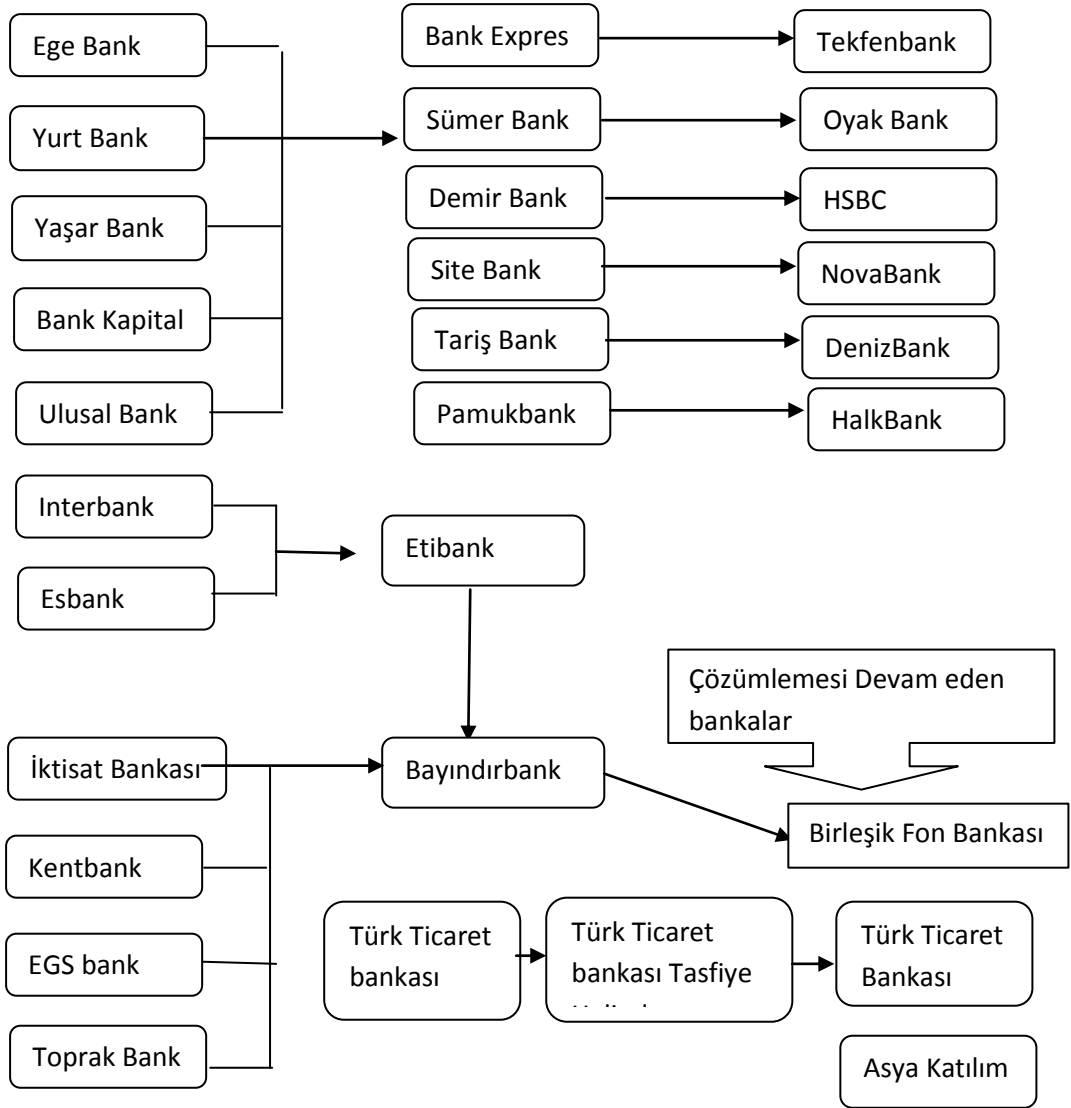 Ege Bank
Bank Expres
Tekfenbank
Yurt Bank
Sümer Bank
Oyak Bank
Demir Bank
HSBC
Yaşar Bank
Site Bank
NovaBank
Bank Kapital
Tariş Bank
DenizBank
Ulusal Bank
Pamukbank
HalkBank
Interbank
Etibank
Esbank
Çözümlemesi Devam eden
bankalar
İktisat Bankası
Bayındırbank
Birleşik Fon Bankası
Kentbank
EGS bank
Toprak Bank
Türk Ticaret
bankası
Türk Ticaret
bankası Tasfiye
Türk Ticaret
Bankası
Asya Katılım